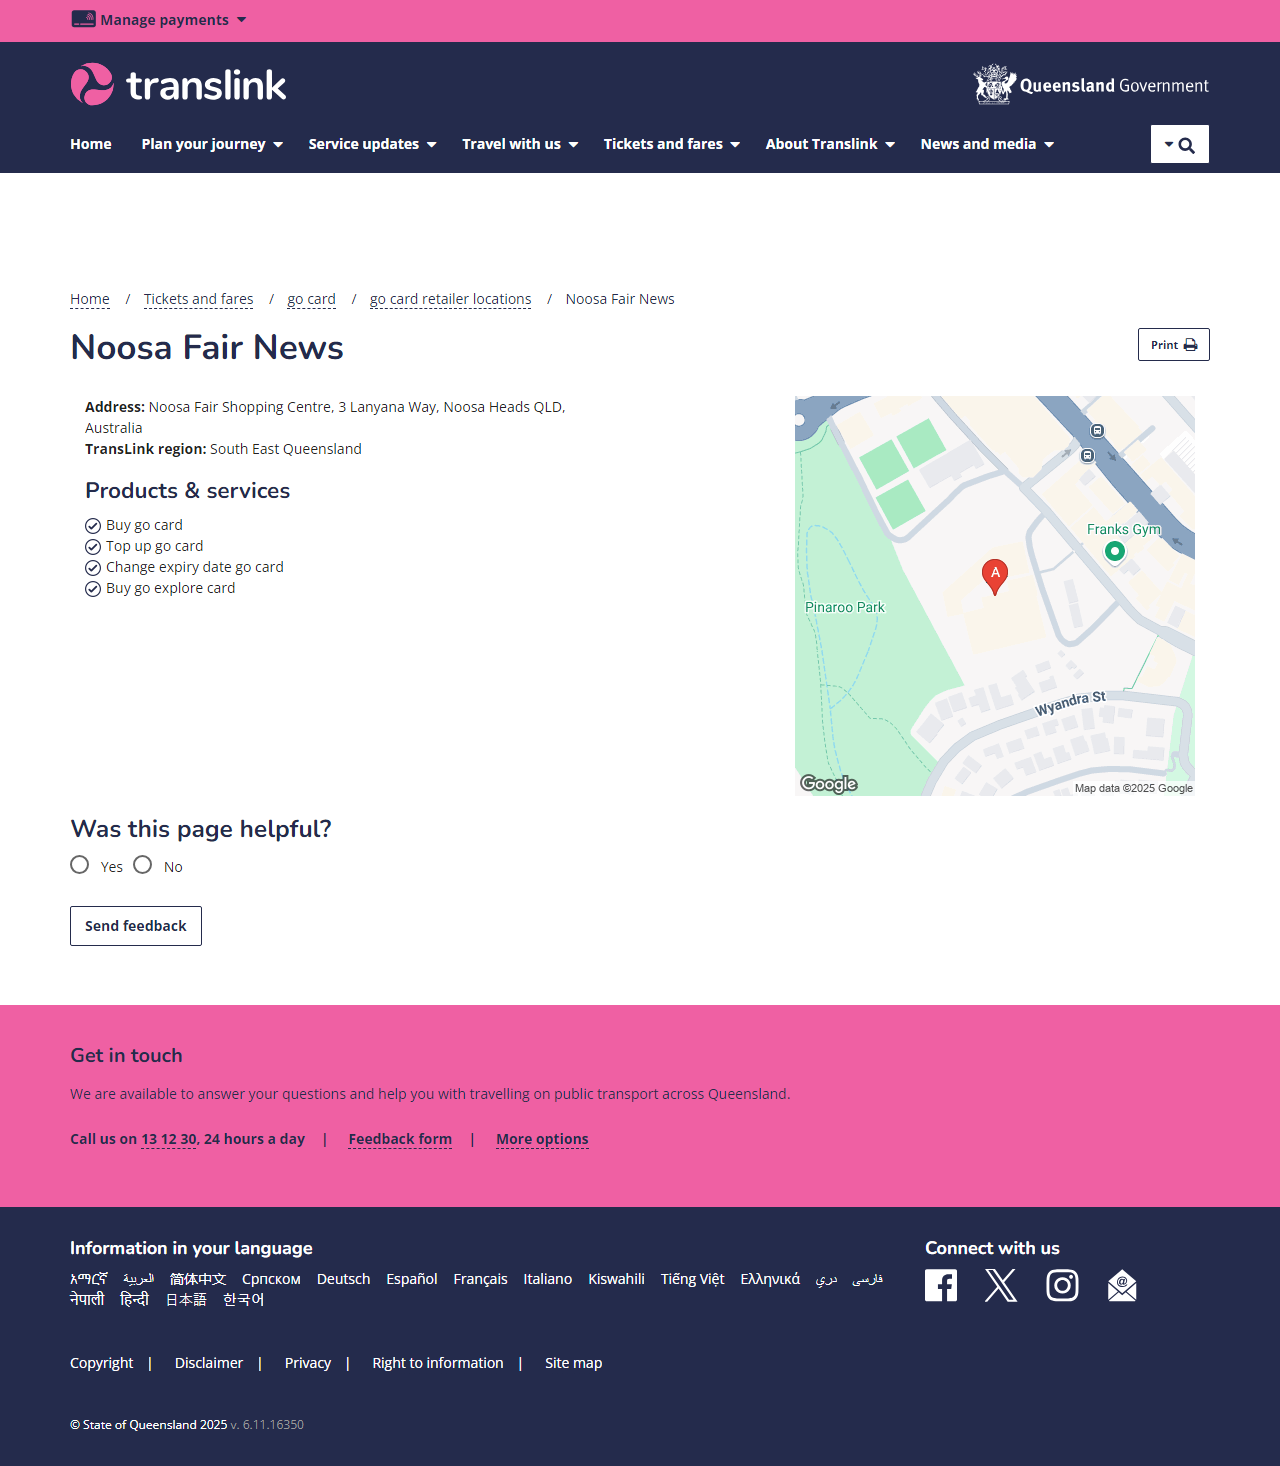 Manage payments
translink
Queensland Government
Home Plan your journey Service updates Travel with us Tickets and fares About Translink News and media
Home / Tickets and fares / go card / go card retailer locations / Noosa Fair News
Noosa Fair News
Print
Address: Noosa Fair Shopping Centre, 3 Lanyana Way, Noosa Heads QLD,
Australia
TransLink region: South East Queensland
Products & services
Buy go card
Top up go card
Change expiry date go card
Buy go explore card
Franks Gym
A
Pinaroo Park
Wyandra St
Google
Map data ©2025 Google
Was this page helpful?
Yes No
Send feedback
Get in touch
We are available to answer your questions and help you with travelling on public transport across Queensland.
Call us on 13 12 30, 24 hours a day | Feedback form | More options
Information in your language
Connect with us
አማርኛ العربية 简体中文 Српском Deutsch Español Français Italiano Kiswahili Tiếng Việt Ελληνικά دري فارسی
नेपाली हिन्दी 日本語 한국어
Copyright | Disclaimer | Privacy | Right to information | Site map
© State of Queensland 2025 v. 6.11.16350